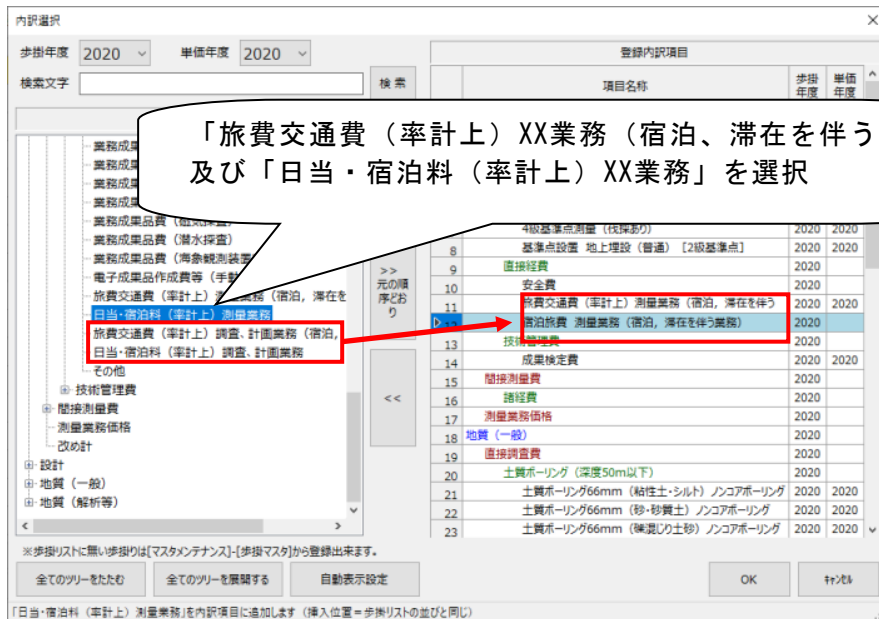 内訳選択
×
歩掛年度 2020 単価年度 2020
検索文字 検 索
登録内訳項目
項目名称 歩掛年度 単価年度
「旅費交通費（率計上）XX業務（宿泊、滞在を伴う
及び「日当・宿泊料（率計上）XX業務」を選択
業務成果品費（潜水探査）
業務成果品費（海象観測装置
電子成果品作成費等（手動
旅費交通費（率計上）測量業務（宿泊，滞在を
日当・宿泊料（率計上）測量業務
旅費交通費（率計上）調査、計画業務（宿泊，
日当・宿泊料（率計上）調査、計画業務
その他
技術管理費
間接測量費
測量業務価格
改め計
設計
地質（一般）
地質（解析等）
>>
元の順
序どお
り
<<
4級基準点測量（伐採あり） 2020 2020
8 基準点設置 地上埋設（普通）［2級基準点］ 2020 2020
9 直接経費 2020
10 安全費 2020
11 旅費交通費（率計上）測量業務（宿泊，滞在を伴う 2020 2020
12 宿泊旅費 測量業務（宿泊，滞在を伴う業務） 2020
13 技術管理費 2020
14 成果検定費 2020 2020
15 間接測量費 2020
16 諸経費 2020
17 測量業務価格 2020
18 地質（一般） 2020
19 直接調査費 2020
20 土質ボーリング（深度50m以下） 2020
21 土質ボーリング66mm（粘性土・シルト）ノンコアボーリング 2020 2020
22 土質ボーリング66mm（砂・砂質土）ノンコアボーリング 2020 2020
23 土質ボーリング66mm（礫混じり土砂）ノンコアボーリング 2020 2020
※歩掛リストに無い歩掛りは[マスタメンテナンス]-[歩掛マスタ]から登録出来ます。
全てのツリーをたたむ 全てのツリーを展開する 自動表示設定 OK ｷｬﾝｾﾙ
「日当・宿泊料（率計上）測量業務」を内訳項目に追加します（挿入位置＝歩掛リストの並びと同じ）